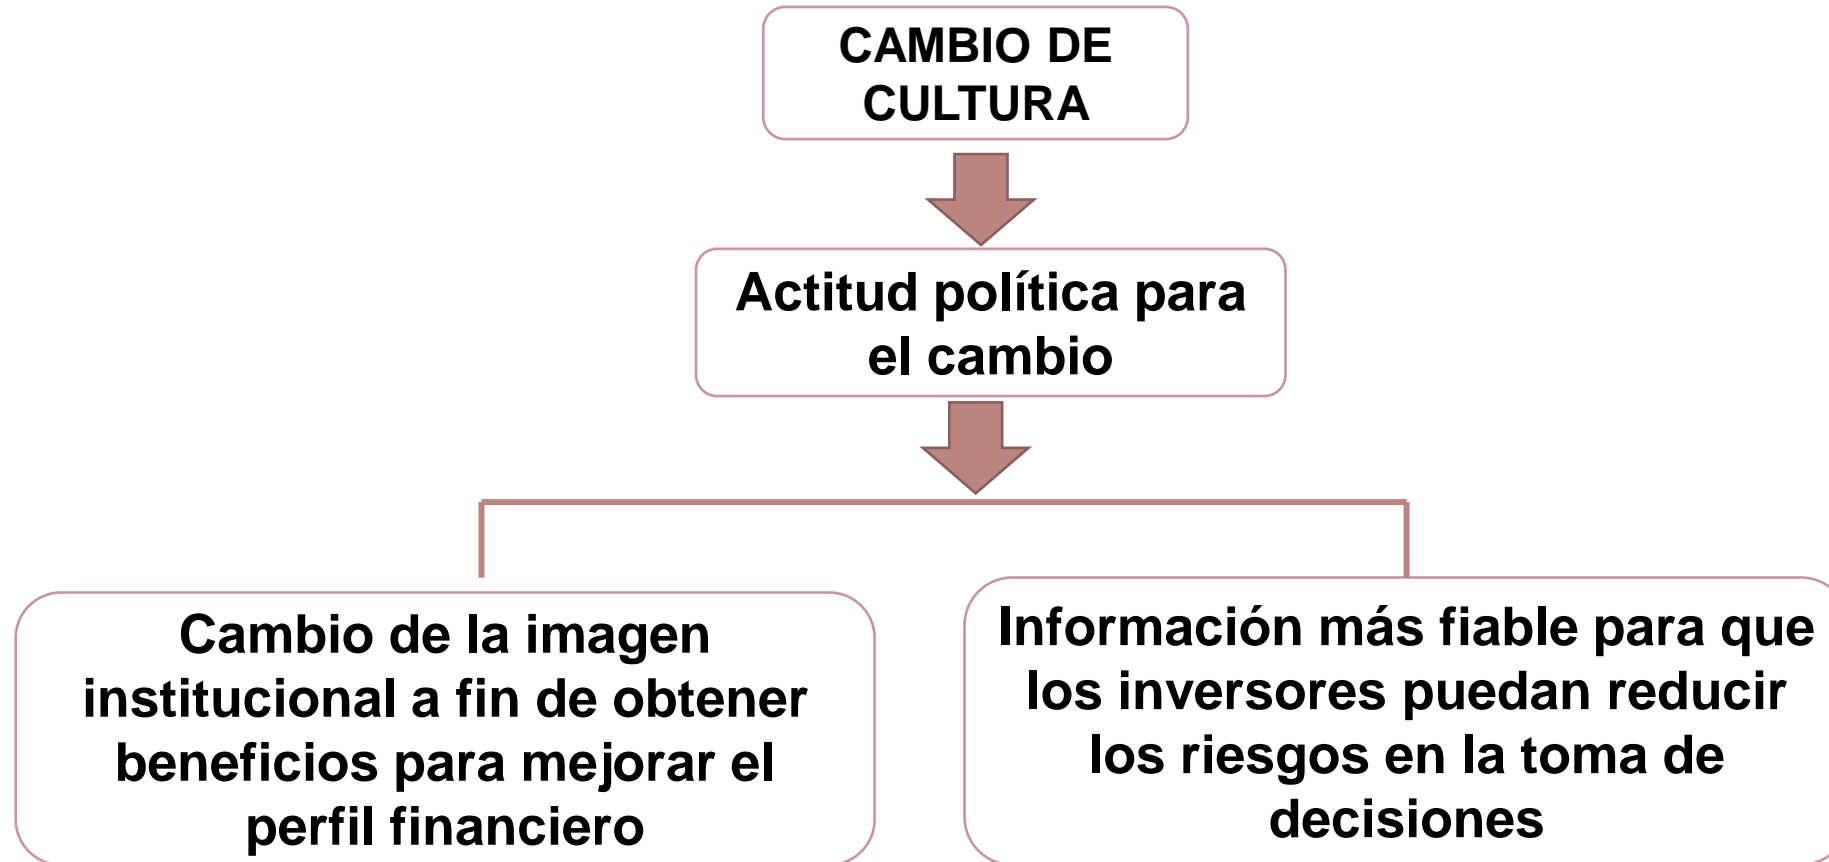 CAMBIO DE
CULTURA
Actitud política para
el cambio
Cambio de la imagen
institucional a fin de obtener
beneficios para mejorar el
perfil financiero
Información más fiable para que
los inversores puedan reducir
los riesgos en la toma de
decisiones